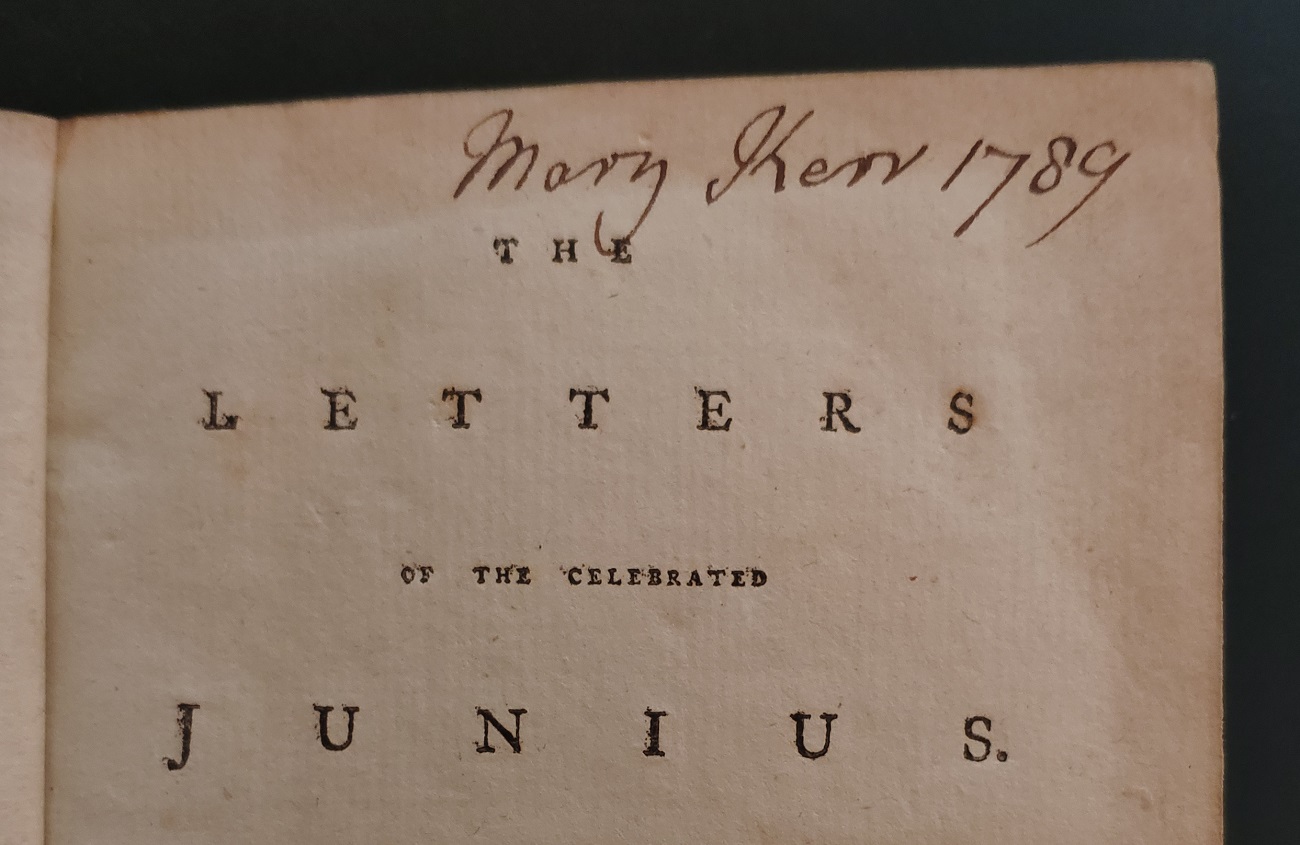 Mary Kerr 1789
THE
LETTERS
OF THE CELEBRATED
JUNIUS.